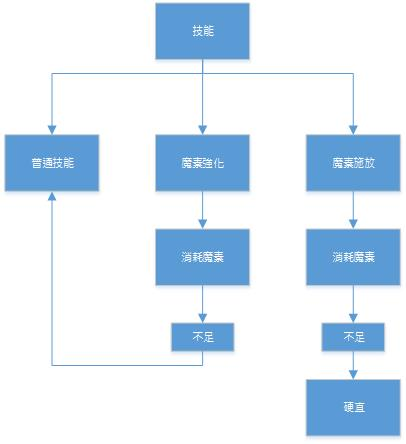 技能
普通技能
魔素強化
魔素施放
消耗魔素
消耗魔素
不足
不足
硬直